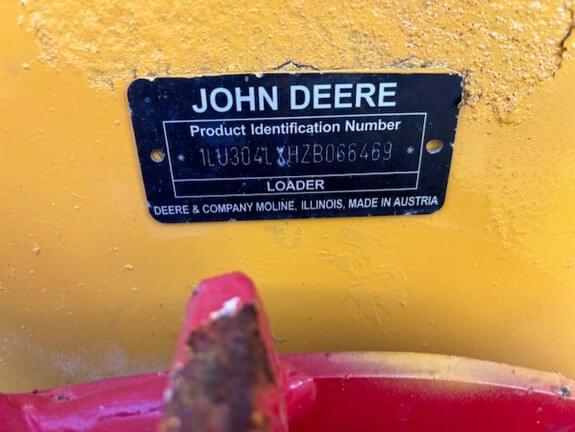 JOHN DEERE
Product Identification Number
* 1LU304LXHZB066469 *
LOADER
DEERE & COMPANY MOLINE, ILLINOIS, MADE IN AUSTRIA